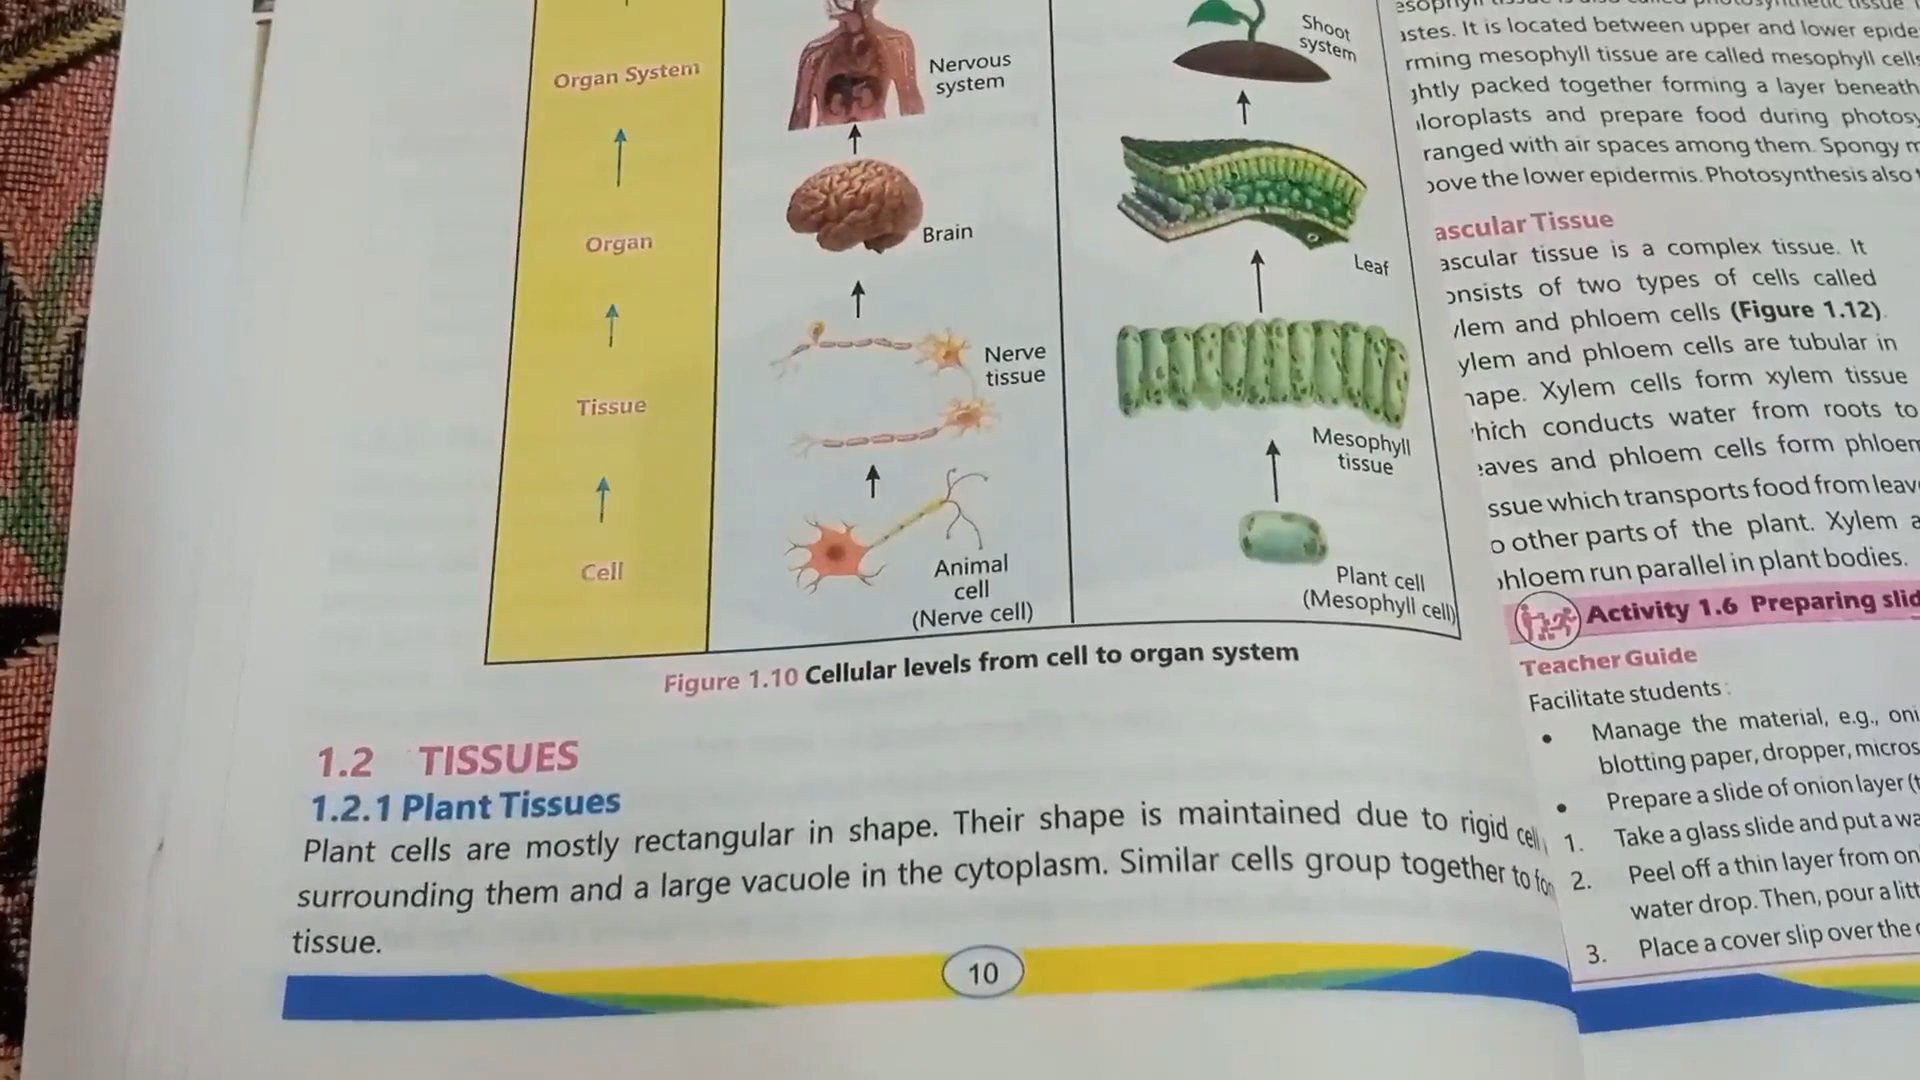 Organ System
Organ
Tissue
Cell
Nervous
system
Brain
Nerve
tissue
Animal
cell
(Nerve cell)
Shoot
system
Leaf
Mesophyll
tissue
Plant cell
(Mesophyll cell)
Figure 1.10 Cellular levels from cell to organ system
1.2 TISSUES
1.2.1 Plant Tissues
Plant cells are mostly rectangular in shape. Their shape is maintained due to rigid cell
surrounding them and a large vacuole in the cytoplasm. Similar cells group together to
tissue.
10
It is located between upper and lower
mesophyll tissue are called mesophyll cells
packed together forming a layer beneath
and prepare food during
with air spaces among them. Spongy
the lower epidermis. Photosynthesis also
Tissue
tissue is a complex tissue. It
of two types of cells called
and phloem cells (Figure 1.12).
and phloem cells are tubular in
Xylem cells form xylem tissue
conducts water from roots to
and phloem cells form
which transports food from
other parts of the plant. Xylem
run parallel in plant bodies.
Activity 1.6 Preparing
Teacher Guide
Facilitate students:
• Manage the material, e.g.,
blotting paper, dropper,
• Prepare a slide of onion layer
1. Take a glass slide and put a
2. Peel off a thin layer from
water drop. Then, pour a
3. Place a cover slip over the